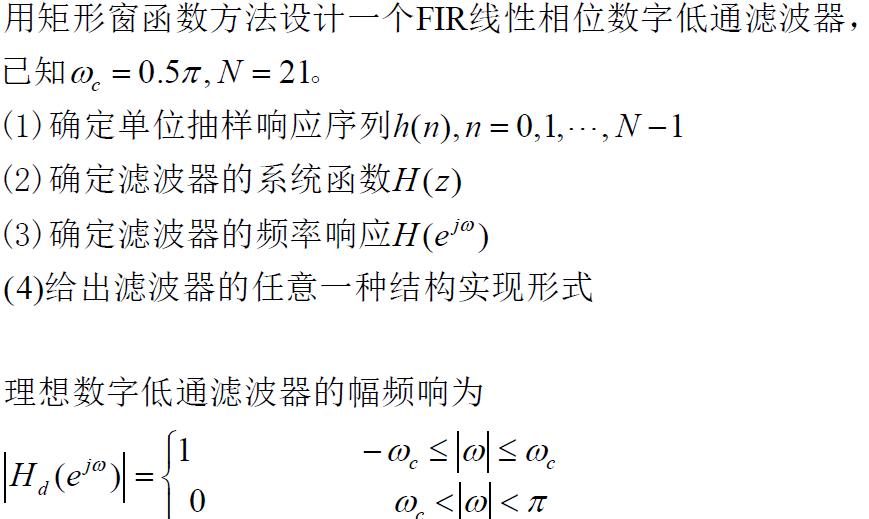 用矩形窗函数方法设计一个FIR线性相位数字低通滤波器，
已知ω_c = 0.5π, N = 21。
(1)确定单位抽样响应序列h(n), n = 0,1,⋯, N − 1
(2)确定滤波器的系统函数H(z)
(3)确定滤波器的频率响应H(e^{jω})
(4)给出滤波器的任意一种结构实现形式
理想数字低通滤波器的幅频响为
|H_d(e^{jω})| = { 1 −ω_c ≤ |ω| ≤ ω_c
0 ω_c < |ω| < π